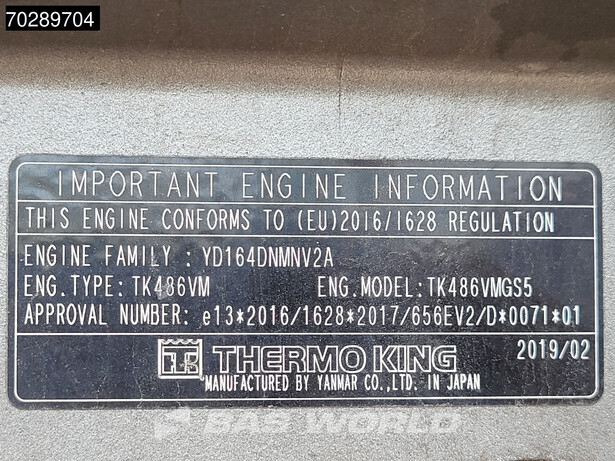 70289704
IMPORTANT ENGINE INFORMATION
THIS ENGINE CONFORMS TO (EU)2016/1628 REGULATION
ENGINE FAMILY : YD164DNMNV2A
ENG.TYPE: TK486VM ENG.MODEL:TK486VMGS5
APPROVAL NUMBER: e13*2016/1628*2017/656EV2/D*0071*01
THERMO KING 2019/02
MANUFACTURED BY YANMAR CO.,LTD. IN JAPAN
BAS WORLD